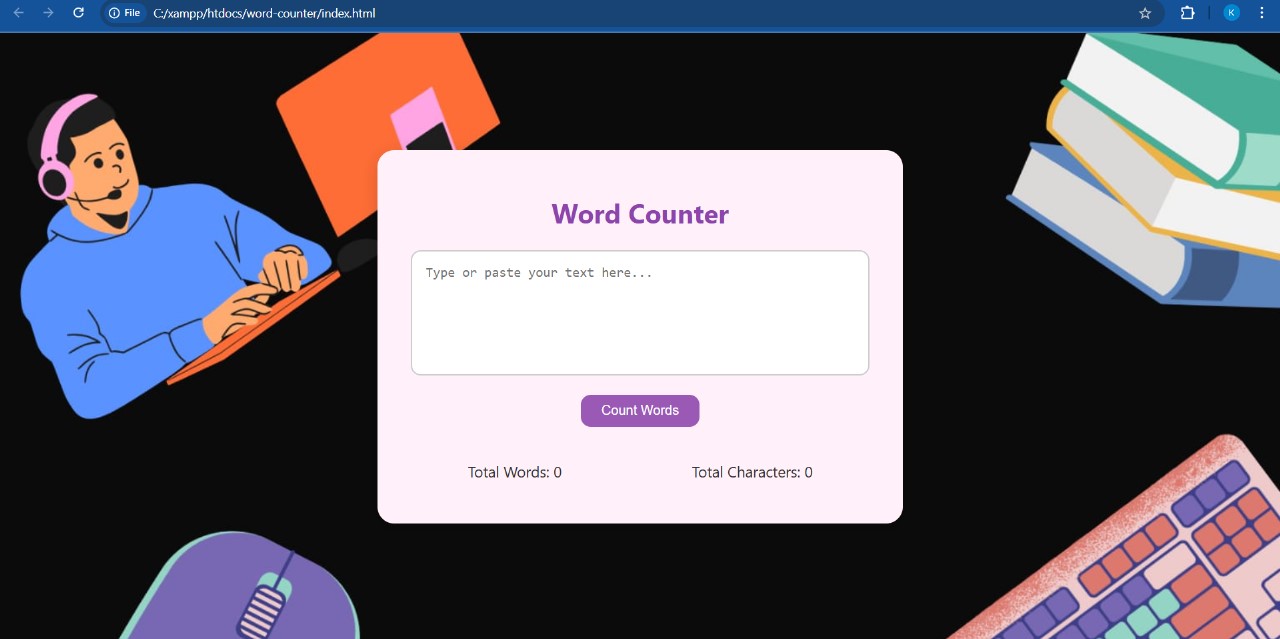 File C:/xampp/htdocs/word-counter/index.html K
Word Counter
Type or paste your text here...
Count Words
Total Words: 0 Total Characters: 0